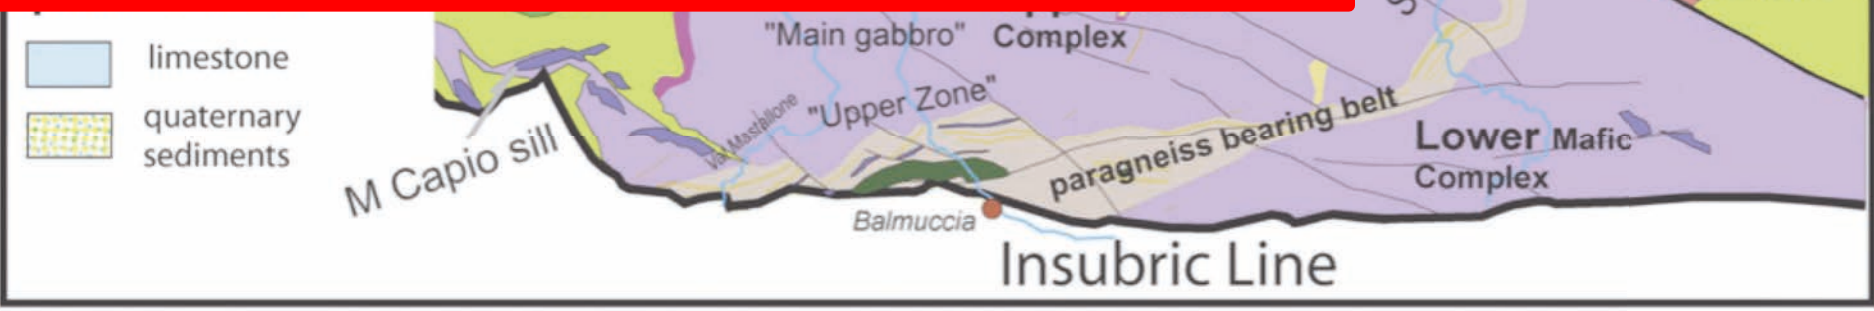 limestone
quaternary
sediments
"Main gabbro"
Complex
"Upper Zone"
Val Mastallone
paragneiss bearing belt
Lower Mafic
Complex
M Capio sill
Balmuccia
Insubric Line